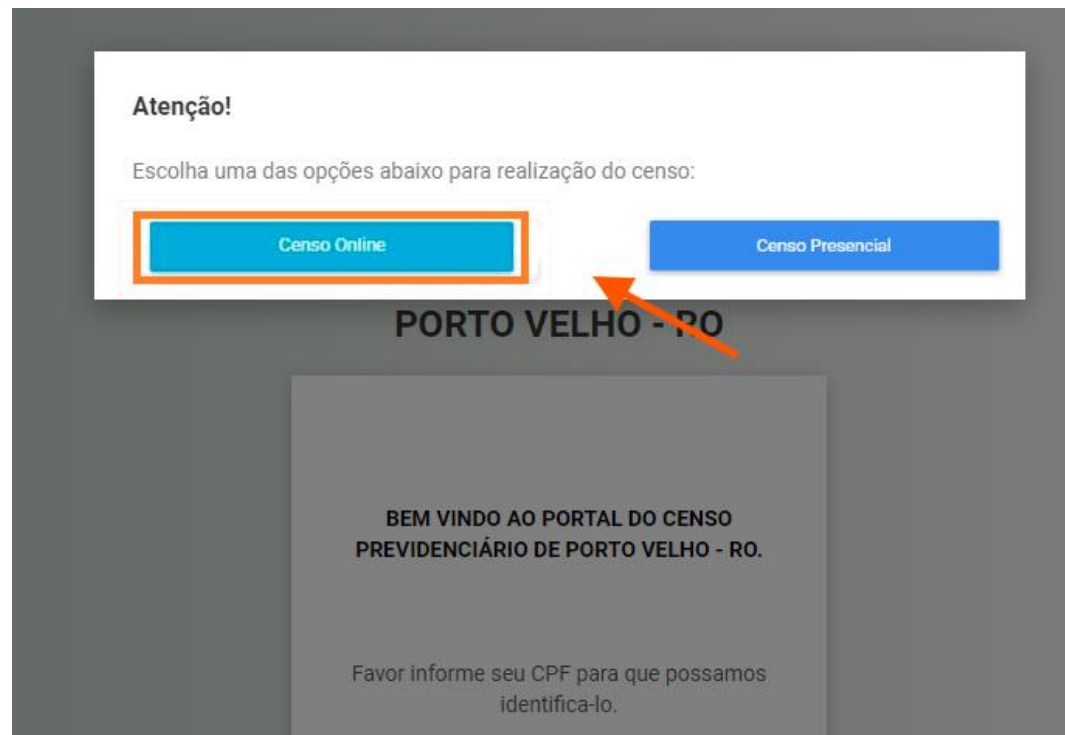 Atenção!
Escolha uma das opções abaixo para realização do censo:
Censo Online
Censo Presencial
PORTO VELHO - RO
BEM VINDO AO PORTAL DO CENSO
PREVIDENCIÁRIO DE PORTO VELHO - RO.
Favor informe seu CPF para que possamos
identifica-lo.